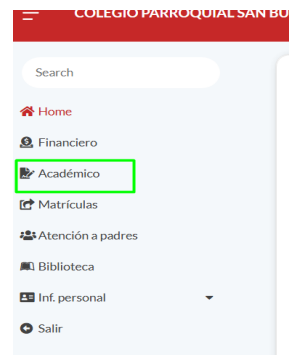 COLEGIO PARROQUIAL SAN BU
Search
Home
Financiero
Académico
Matrículas
Atención a padres
Biblioteca
Inf. personal
Salir